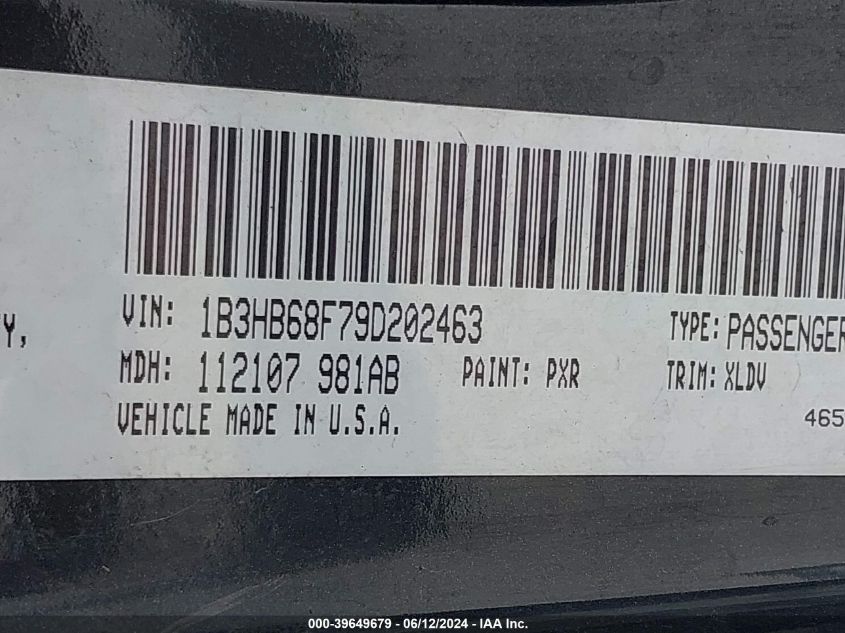 Y,
VIN: 1B3HB68F79D202463 TYPE: PASSENGER
MDH: 112107 981AB PAINT: PXR TRIM: XLDV
VEHICLE MADE IN U.S.A.
465
000-39649679 - 06/12/2024 - IAA Inc.